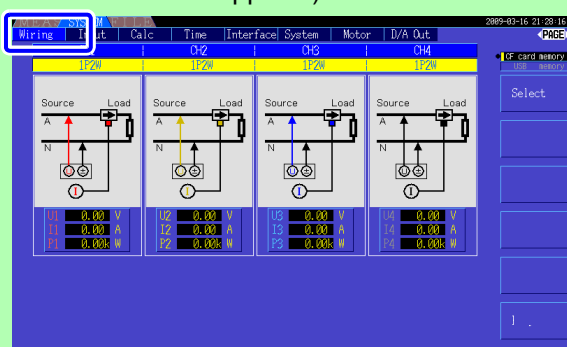 SYSTEM
2009-03-16 21:28:16
Wiring Input Calc Time Interface System Motor D/A Out
PAGE
CH2 CH3 CH4
CF card memory
USB memory
1P2W 1P2W 1P2W 1P2W
Select
Source Load Source Load Source Load Source Load
A A A A
N N N N
U ± U ± U ± U ±
I I I I
U1 0.00 V U2 0.00 V U3 0.00 V U4 0.00 V
I1 0.00 A I2 0.00 A I3 0.00 A I4 0.00 A
P1 0.00k W P2 0.00k W P3 0.00k W P4 0.00k W